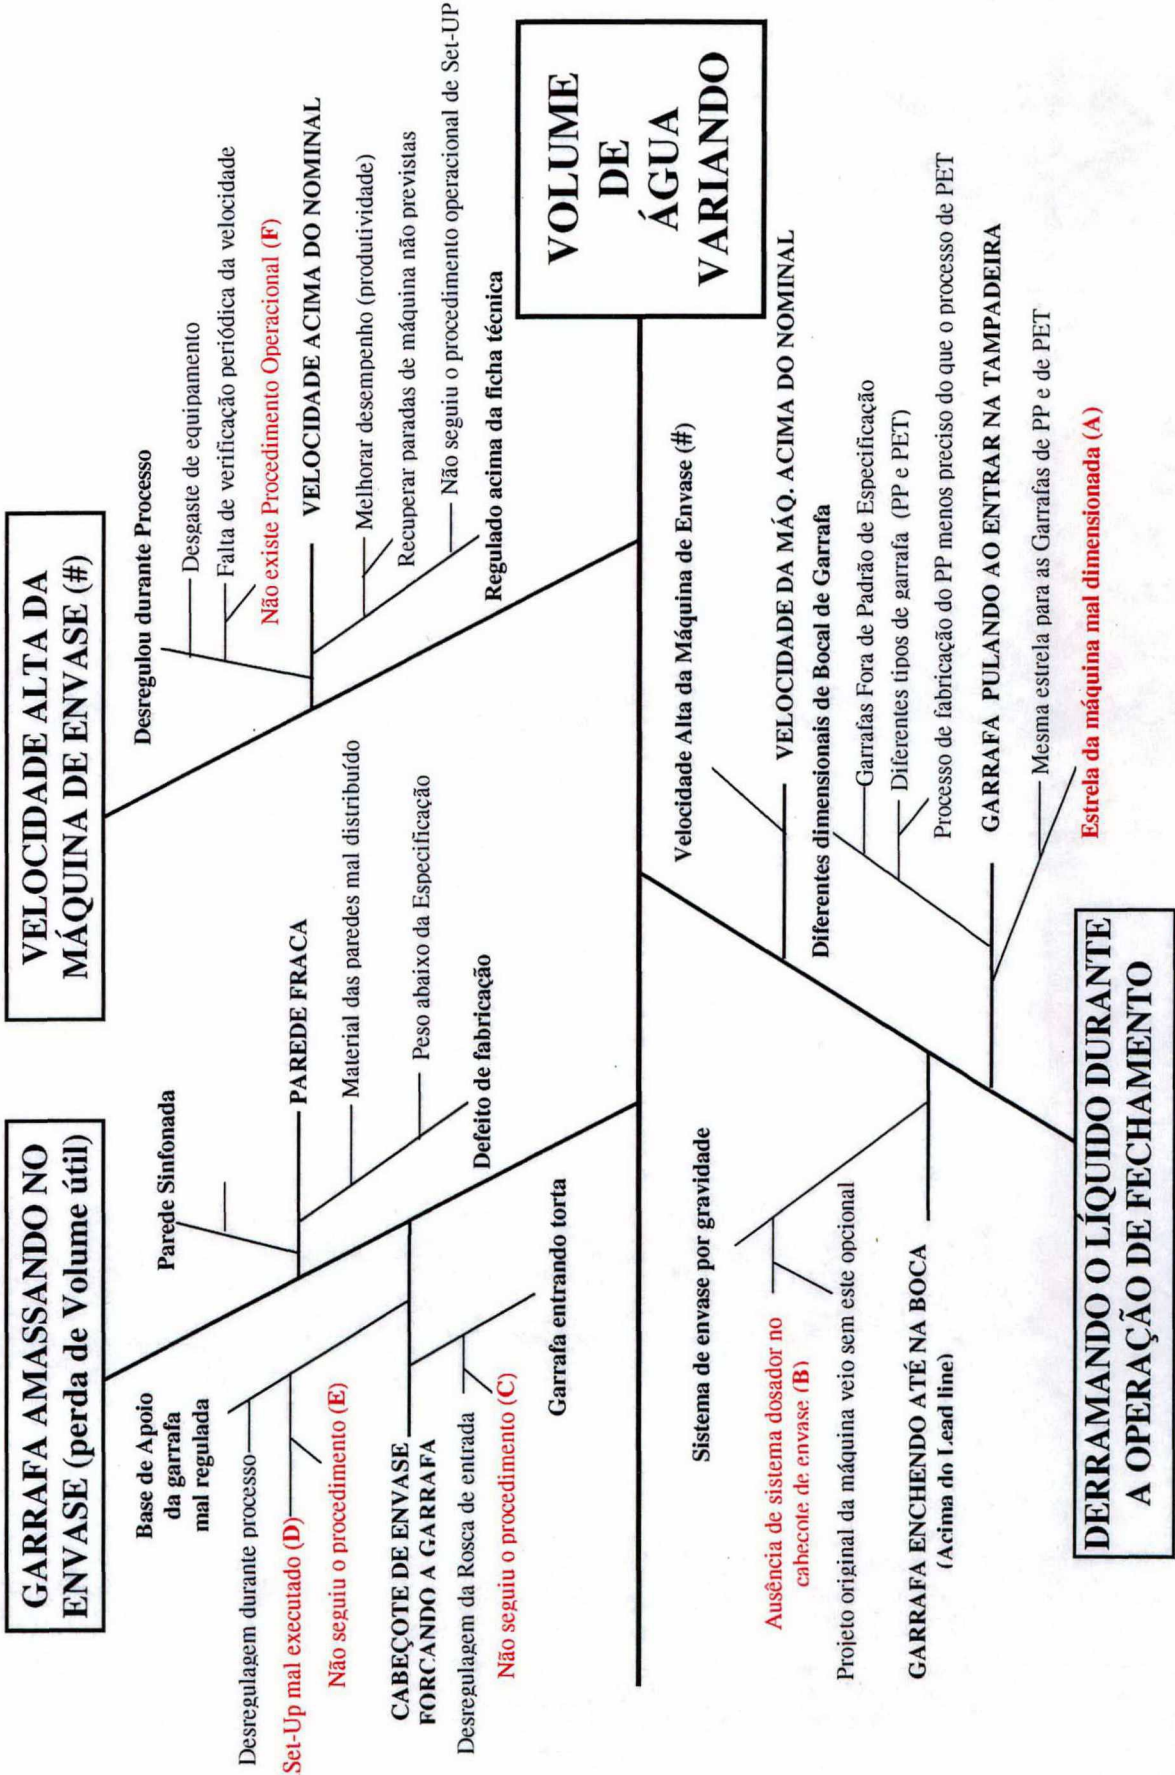 GARRAFA AMASSANDO NO
ENVASE (perda de Volume útil)
VELOCIDADE ALTA DA
MÁQUINA DE ENVASE (#)
Base de Apoio
da garrafa
mal regulada
Parede Sinfonada
Desregulagem durante processo
Set-Up mal executado (D)
Não seguiu o procedimento (E)
PAREDE FRACA
Material das paredes mal distribuído
Peso abaixo da Especificação
Defeito de fabricação
CABEÇOTE DE ENVASE
FORCANDO A GARRAFA
Desregulagem da Rosca de entrada
Não seguiu o procedimento (C)
Garrafa entrando torta
Desregulou durante Processo
Desgaste de equipamento
Falta de verificação periódica da velocidade
Não existe Procedimento Operacional (F)
VELOCIDADE ACIMA DO NOMINAL
Melhorar desempenho (produtividade)
Recuperar paradas de máquina não previstas
Não seguiu o procedimento operacional de Set-UP
Regulado acima da ficha técnica
VOLUME
DE
ÁGUA
VARIANDO
Sistema de envase por gravidade
Ausência de sistema dosador no
cabeçote de envase (B)
Projeto original da máquina veio sem este opcional
GARRAFA ENCHENDO ATÉ NA BOCA
(Acima do Lead line)
Velocidade Alta da Máquina de Envase (#)
VELOCIDADE DA MÁQ. ACIMA DO NOMINAL
Diferentes dimensionais de Bocal de Garrafa
Garrafas Fora de Padrão de Especificação
Diferentes tipos de garrafa (PP e PET)
Processo de fabricação do PP menos preciso do que o processo de PET
GARRAFA PULANDO AO ENTRAR NA TAMPADEIRA
Mesma estrela para as Garrafas de PP e de PET
Estrela da máquina mal dimensionada (A)
DERRAMANDO O LÍQUIDO DURANTE
A OPERAÇÃO DE FECHAMENTO